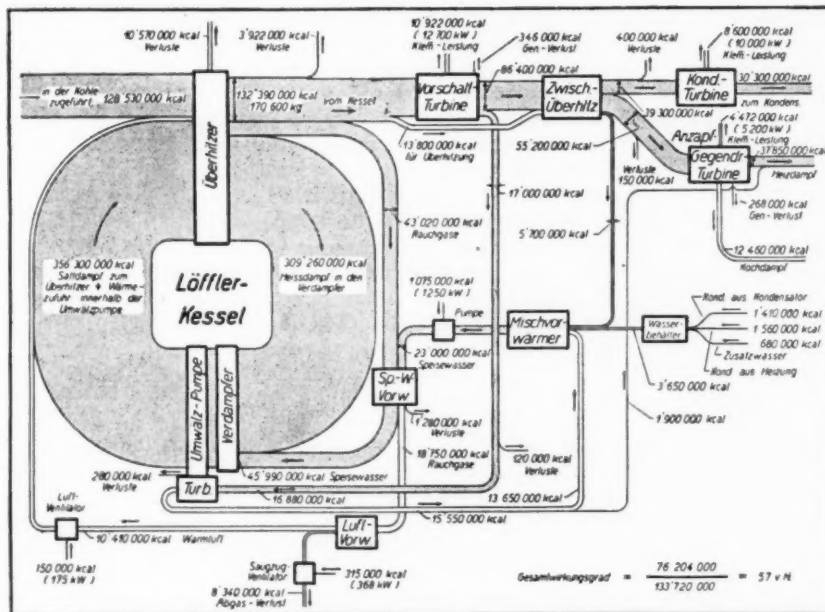 10'570 000 kcal
Verluste
3'922 000 kcal
Verluste
10'922 000 kcal
(12 700 kW)
Klefft-Leistung
346 000 kcal
Gen-Verlust
86'400 000 kcal
400 000 kcal
Verluste
8'600 000 kcal
(10 000 kW)
Klefft-Leistung
in der Kohle
zugeführt
128'530 000 kcal
132'390 000 kcal
170 600 kg
vom Kessel
Vorschalt-
Turbine
Zwisch.-
Überhitz
Kond.-
Turbine
30'300 000 kcal
zum Kondens.
Überhitzer
13'800 000 kcal
für Überhitzung
39'300 000 kcal
55'200 000 kcal
Anzapf-
Gegendr.-
Turbine
4'472 000 kcal
(5 200 kW)
Klefft-Leistung
37'850 000 kcal
Heizdampf
Verluste
150 000 kcal
17'000 000 kcal
268 000 kcal
Gen-Verlust
43'020 000 kcal
Rauchgase
5'700 000 kcal
12'460 000 kcal
Kochdampf
356'300 000 kcal
Sattdampf zum
Überhitzer + Wärme-
zufuhr innerhalb der
Umwälzpumpe
309'260 000 kcal
Heissdampf in den
Verdampfer
Löffler-
Kessel
1'075 000 kcal
(1250 kW)
Pumpe
Mischvor-
wärmer
Wasser-
behälter
Kond. aus Kondensator
1'410 000 kcal
1'560 000 kcal
680 000 kcal
Zusatzwasser
Kond aus Heizung
23'000 000 kcal
Speisewasser
3'650 000 kcal
Umwälz-Pumpe
Verdampfer
Sp-W-
Vorw.
1'280 000 kcal
Verluste
1'900 000 kcal
18'750 000 kcal
Rauchgase
120 000 kcal
Verluste
280 000 kcal
Verluste
45'990 000 kcal Speisewasser
Turb
16'880 000 kcal
13'650 000 kcal
15'550 000 kcal
Luft-
Ventilator
10'410 000 kcal Warmluft
Luft-
Vorw.
150 000 kcal
(175 kW)
Saugzug-
Ventilator
315 000 kcal
(368 kW)
8'340 000 kcal
Abgas-Verlust
Gesamtwirkungsgrad = 76 204 000 / 133 720 000 = 57 v.H.